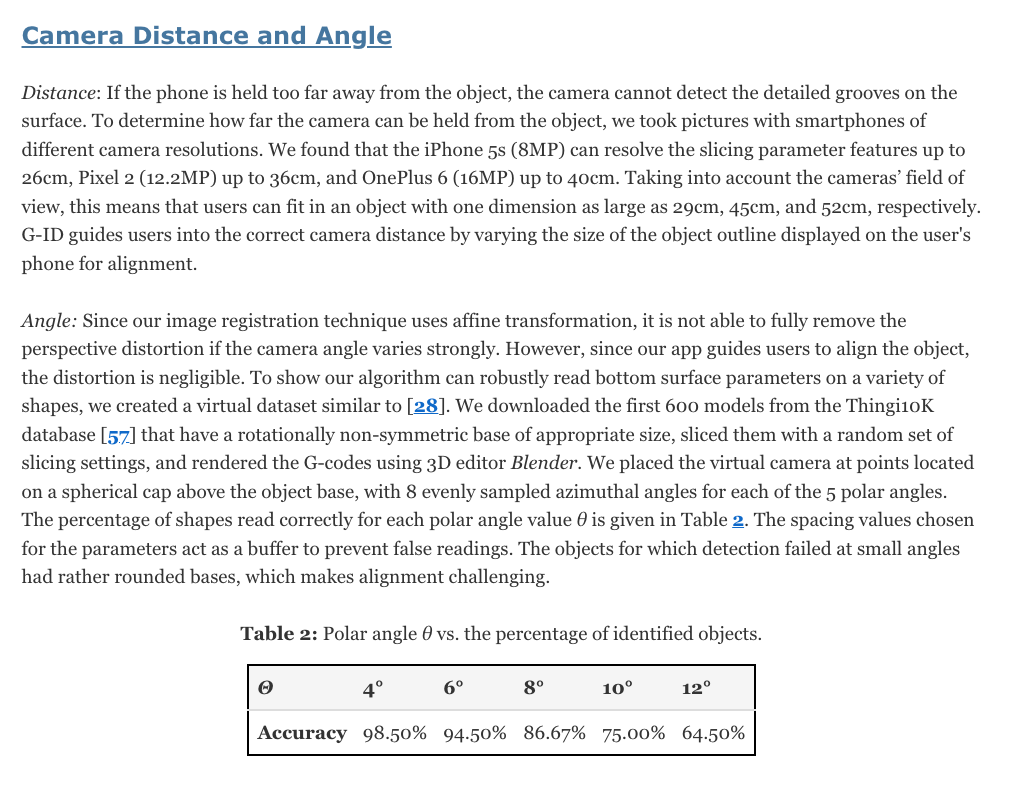 Camera Distance and Angle
Distance: If the phone is held too far away from the object, the camera cannot detect the detailed grooves on the
surface. To determine how far the camera can be held from the object, we took pictures with smartphones of
different camera resolutions. We found that the iPhone 5s (8MP) can resolve the slicing parameter features up to
26cm, Pixel 2 (12.2MP) up to 36cm, and OnePlus 6 (16MP) up to 40cm. Taking into account the cameras’ field of
view, this means that users can fit in an object with one dimension as large as 29cm, 45cm, and 52cm, respectively.
G-ID guides users into the correct camera distance by varying the size of the object outline displayed on the user's
phone for alignment.
Angle: Since our image registration technique uses affine transformation, it is not able to fully remove the
perspective distortion if the camera angle varies strongly. However, since our app guides users to align the object,
the distortion is negligible. To show our algorithm can robustly read bottom surface parameters on a variety of
shapes, we created a virtual dataset similar to [28]. We downloaded the first 600 models from the Thingi10K
database [57] that have a rotationally non-symmetric base of appropriate size, sliced them with a random set of
slicing settings, and rendered the G-codes using 3D editor Blender. We placed the virtual camera at points located
on a spherical cap above the object base, with 8 evenly sampled azimuthal angles for each of the 5 polar angles.
The percentage of shapes read correctly for each polar angle value θ is given in Table 2. The spacing values chosen
for the parameters act as a buffer to prevent false readings. The objects for which detection failed at small angles
had rather rounded bases, which makes alignment challenging.
Table 2: Polar angle θ vs. the percentage of identified objects.
Θ 4° 6° 8° 10° 12°
Accuracy 98.50% 94.50% 86.67% 75.00% 64.50%